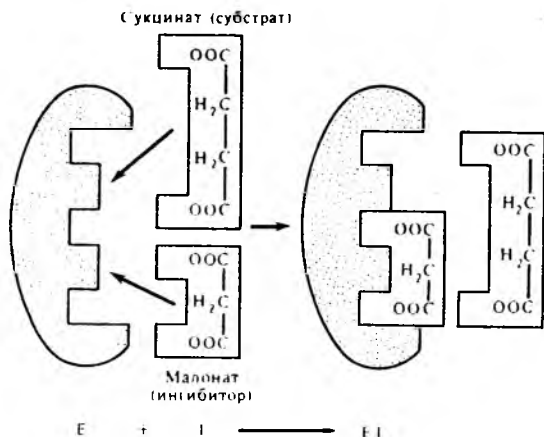 Сукцинат (субстрат)
OOC
H₂C
H₂C
OOC
OOC
H₂C
OOC
Малонат
(ингибитор)
OOC
H₂C
OOC
OOC
H₂C
H₂C
OOC
E + I → EI